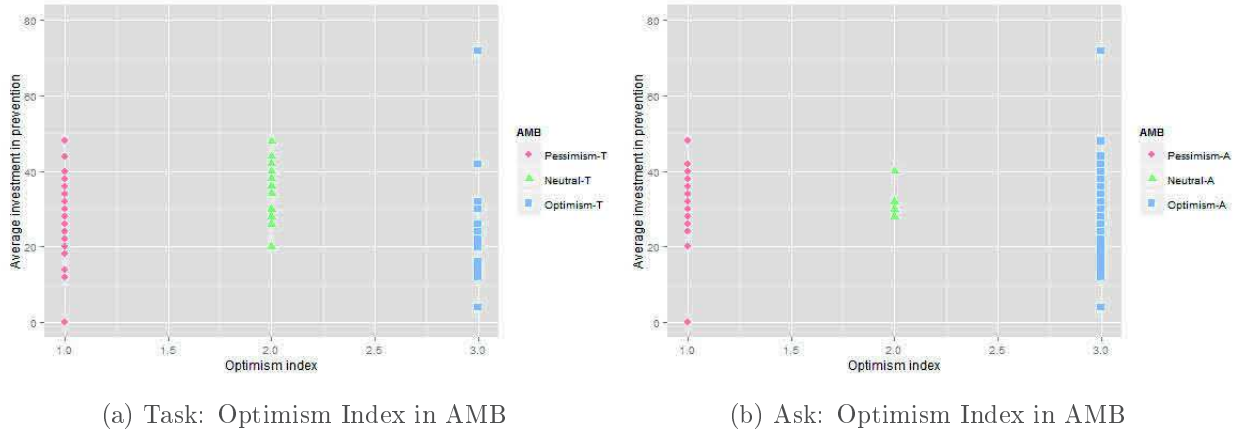 80
60
40
20
0
Average investment in prevention
1.0 1.5 2.0 2.5 3.0
Optimism index
AMB
Pessimism-T
Neutral-T
Optimism-T
(a) Task: Optimism Index in AMB
80
60
40
20
0
Average investment in prevention
1.0 1.5 2.0 2.5 3.0
Optimism index
AMB
Pessimism-A
Neutral-A
Optimism-A
(b) Ask: Optimism Index in AMB